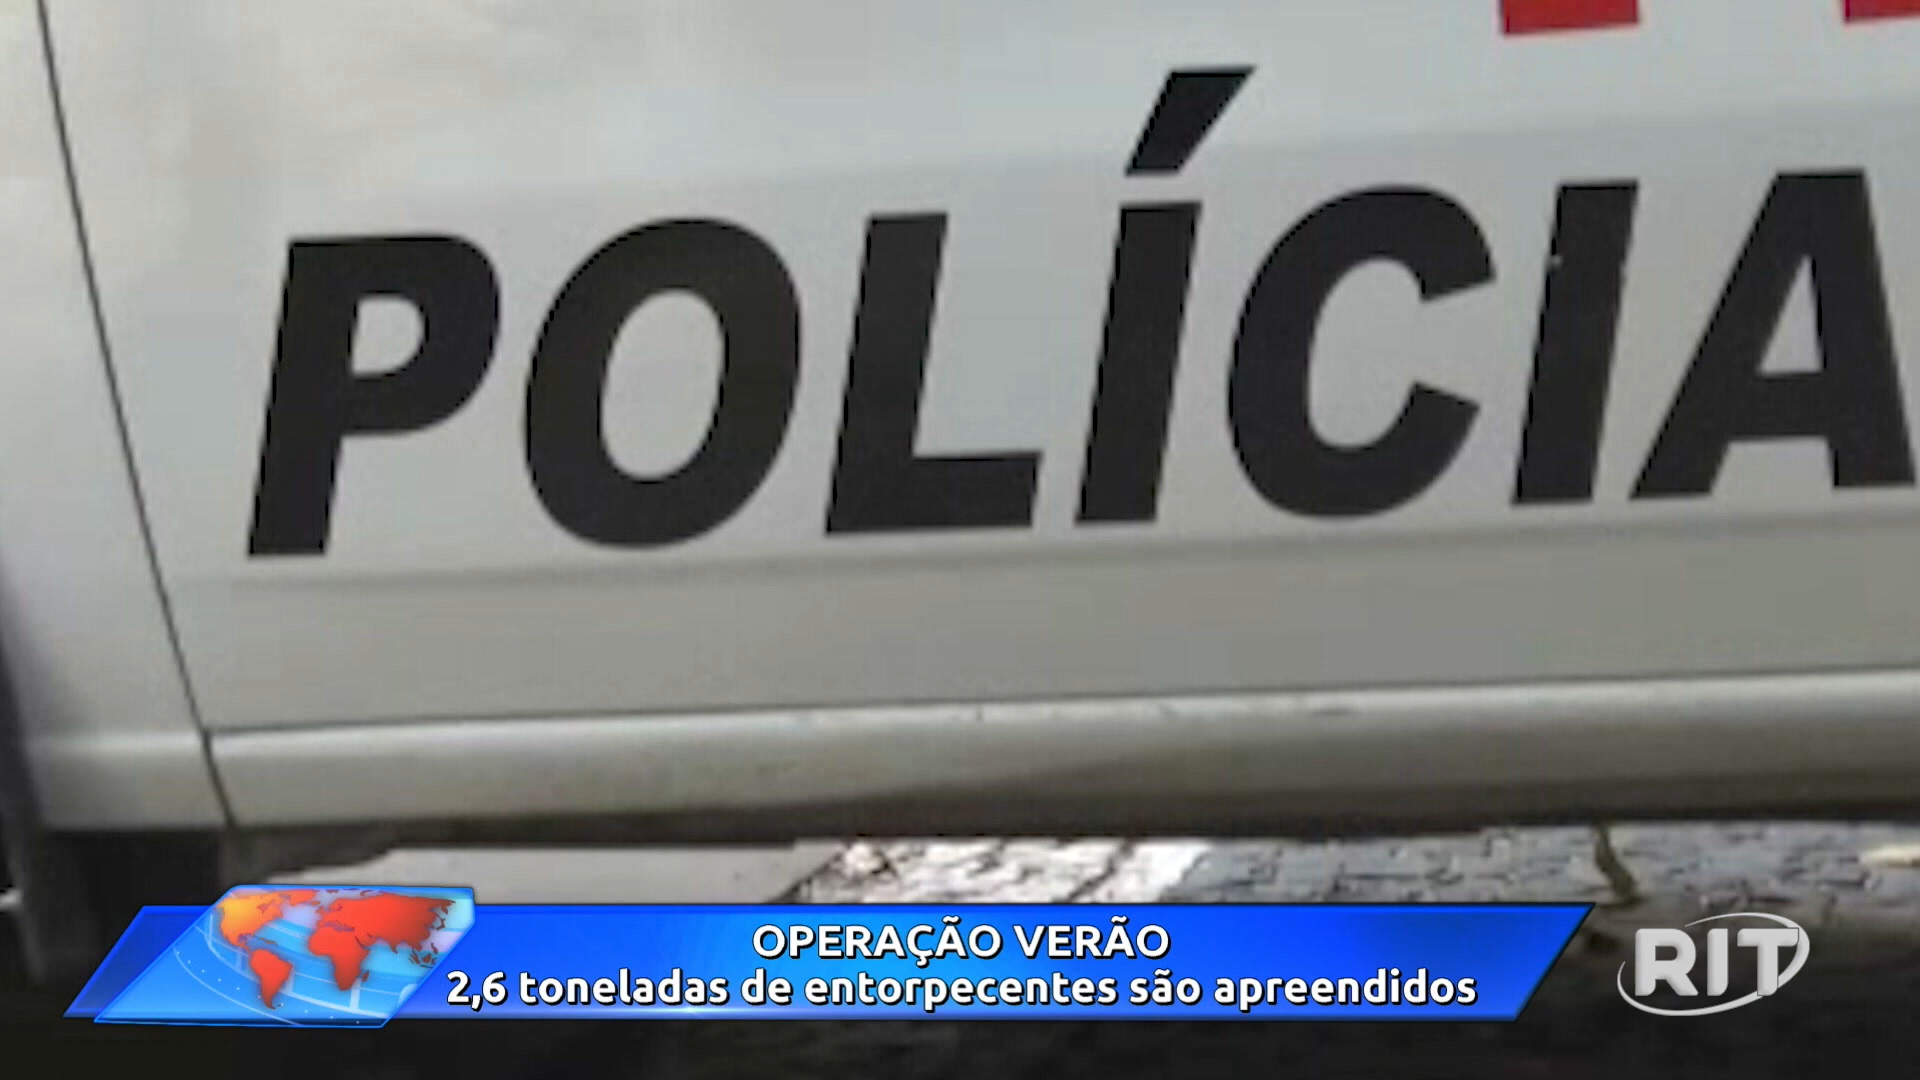 POLÍCIA
OPERAÇÃO VERÃO
2,6 toneladas de entorpecentes são apreendidos
RIT